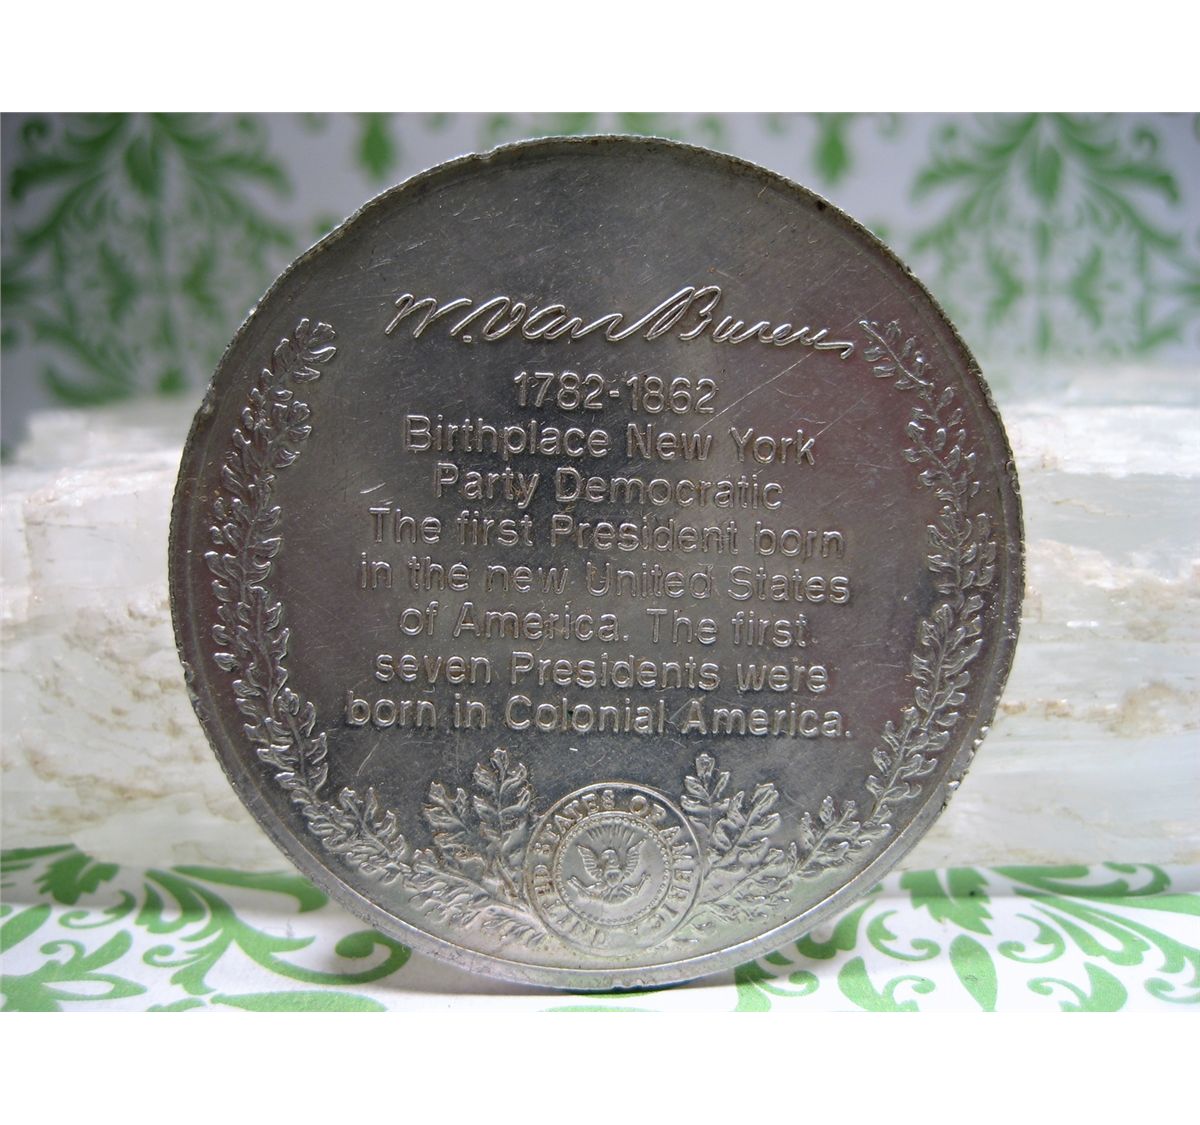 M. Van Buren
1782-1862
Birthplace New York
Party Democratic
The first President born
in the new United States
of America. The first
seven Presidents were
born in Colonial America.
UNITED STATES OF AMERICA